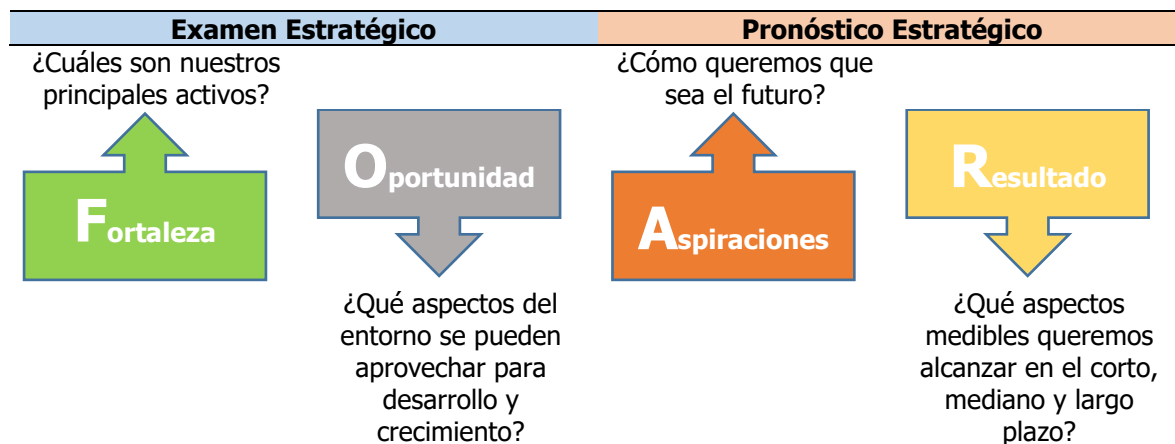 Examen Estratégico
Pronóstico Estratégico
¿Cuáles son nuestros
principales activos?
Fortaleza
Oportunidad
¿Qué aspectos del
entorno se pueden
aprovechar para
desarrollo y
crecimiento?
¿Cómo queremos que
sea el futuro?
Aspiraciones
Resultado
¿Qué aspectos
medibles queremos
alcanzar en el corto,
mediano y largo
plazo?